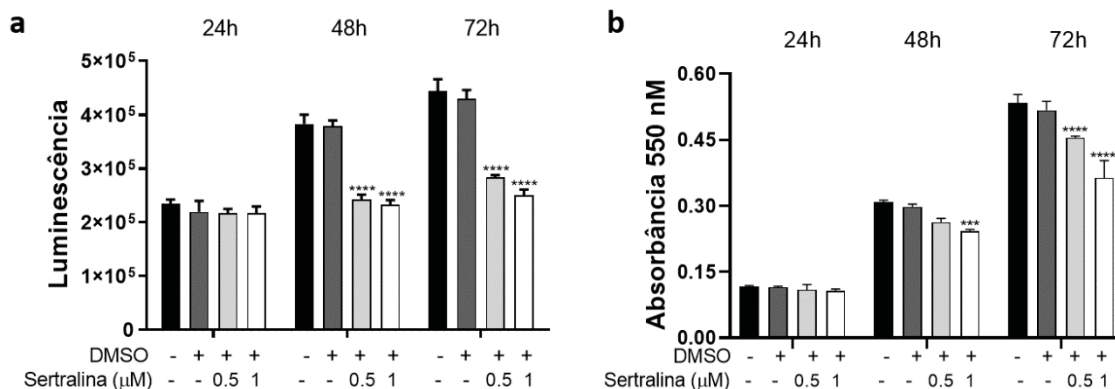 a
24h 48h 72h
5×10⁵
4×10⁵
3×10⁵
2×10⁵
1×10⁵
0
Luminescência
**** ****
**** ****
DMSO - + + + - + + + - + + +
Sertralina (μM) - - 0.5 1 - - 0.5 1 - - 0.5 1
b
24h 48h 72h
0.60
0.45
0.30
0.15
0.00
Absorbância 550 nM
***
**** ****
DMSO - + + + - + + + - + + +
Sertralina (μM) - - 0.5 1 - - 0.5 1 - - 0.5 1